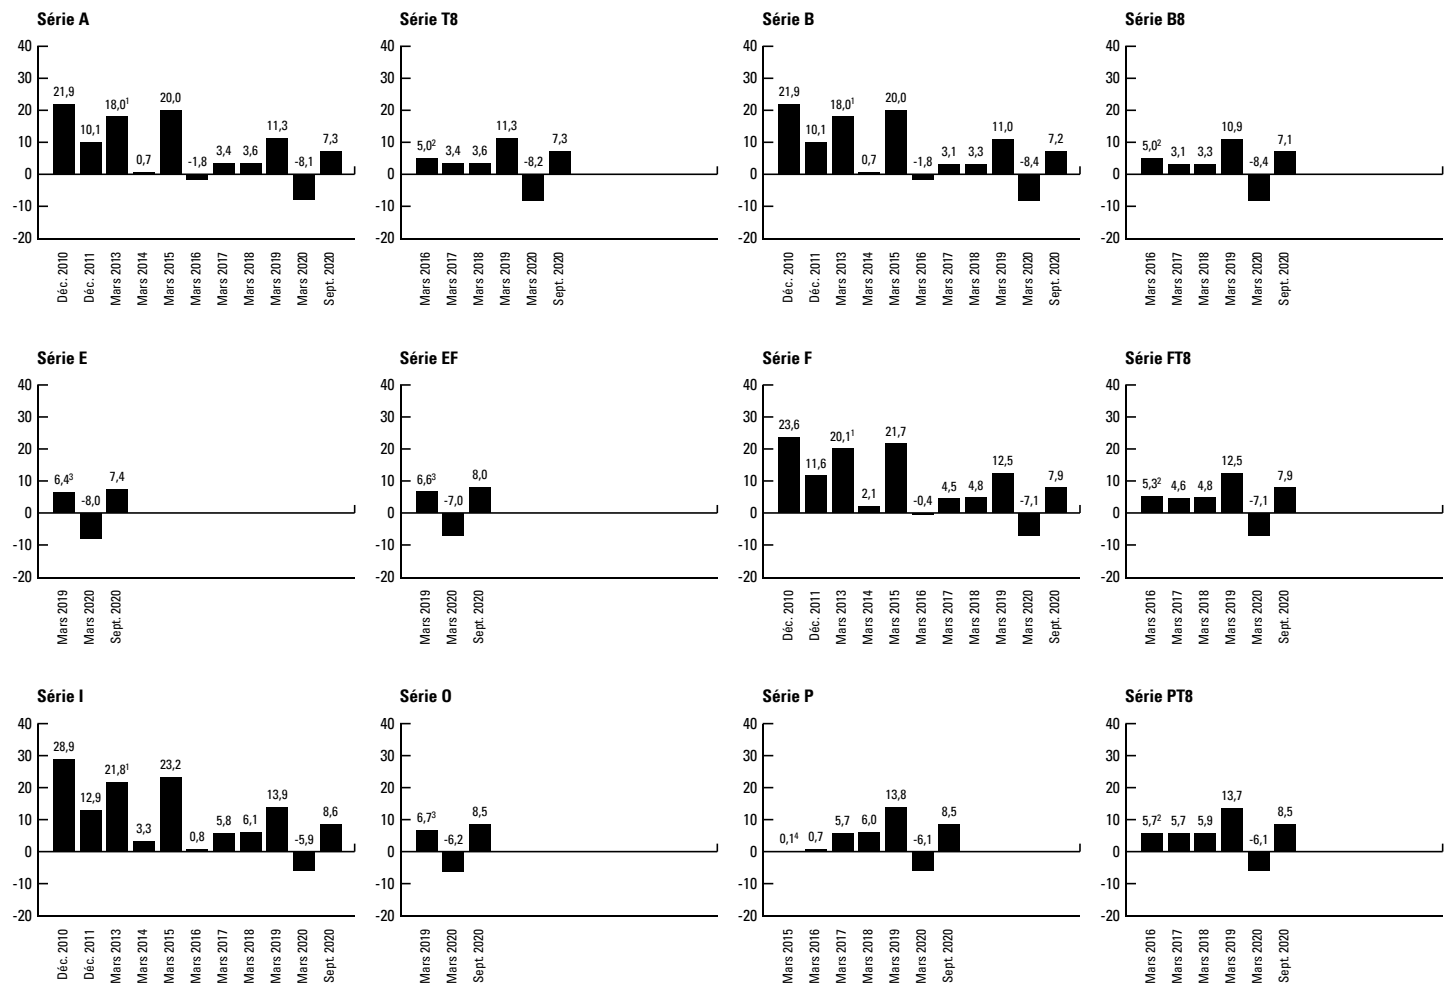 Série A
40
30
20
10
0
-10
-20
21,9
10,1
18,0¹
0,7
20,0
-1,8
3,4
3,6
11,3
-8,1
7,3
Déc. 2010
Déc. 2011
Mars 2013
Mars 2014
Mars 2015
Mars 2016
Mars 2017
Mars 2018
Mars 2019
Mars 2020
Sept. 2020
Série T8
40
30
20
10
0
-10
-20
5,0²
3,4
3,6
11,3
-8,2
7,3
Mars 2016
Mars 2017
Mars 2018
Mars 2019
Mars 2020
Sept. 2020
Série B
40
30
20
10
0
-10
-20
21,9
10,1
18,0¹
0,7
20,0
-1,8
3,1
3,3
11,0
-8,4
7,2
Déc. 2010
Déc. 2011
Mars 2013
Mars 2014
Mars 2015
Mars 2016
Mars 2017
Mars 2018
Mars 2019
Mars 2020
Sept. 2020
Série B8
40
30
20
10
0
-10
-20
5,0²
3,1
3,3
10,9
-8,4
7,1
Mars 2016
Mars 2017
Mars 2018
Mars 2019
Mars 2020
Sept. 2020
Série E
40
30
20
10
0
-10
-20
6,4³
-8,0
7,4
Mars 2019
Mars 2020
Sept. 2020
Série EF
40
30
20
10
0
-10
-20
6,6³
-7,0
8,0
Mars 2019
Mars 2020
Sept. 2020
Série F
40
30
20
10
0
-10
-20
23,6
11,6
20,1¹
2,1
21,7
-0,4
4,5
4,8
12,5
-7,1
7,9
Déc. 2010
Déc. 2011
Mars 2013
Mars 2014
Mars 2015
Mars 2016
Mars 2017
Mars 2018
Mars 2019
Mars 2020
Sept. 2020
Série FT8
40
30
20
10
0
-10
-20
5,3²
4,6
4,8
12,5
-7,1
7,9
Mars 2016
Mars 2017
Mars 2018
Mars 2019
Mars 2020
Sept. 2020
Série I
40
30
20
10
0
-10
-20
28,9
12,9
21,8¹
3,3
23,2
0,8
5,8
6,1
13,9
-5,9
8,6
Déc. 2010
Déc. 2011
Mars 2013
Mars 2014
Mars 2015
Mars 2016
Mars 2017
Mars 2018
Mars 2019
Mars 2020
Sept. 2020
Série O
40
30
20
10
0
-10
-20
6,7³
-6,2
8,5
Mars 2019
Mars 2020
Sept. 2020
Série P
40
30
20
10
0
-10
-20
0,1⁴
0,7
5,7
6,0
13,8
-6,1
8,5
Mars 2015
Mars 2016
Mars 2017
Mars 2018
Mars 2019
Mars 2020
Sept. 2020
Série PT8
40
30
20
10
0
-10
-20
5,7²
5,7
5,9
13,7
-6,1
8,5
Mars 2016
Mars 2017
Mars 2018
Mars 2019
Mars 2020
Sept. 2020